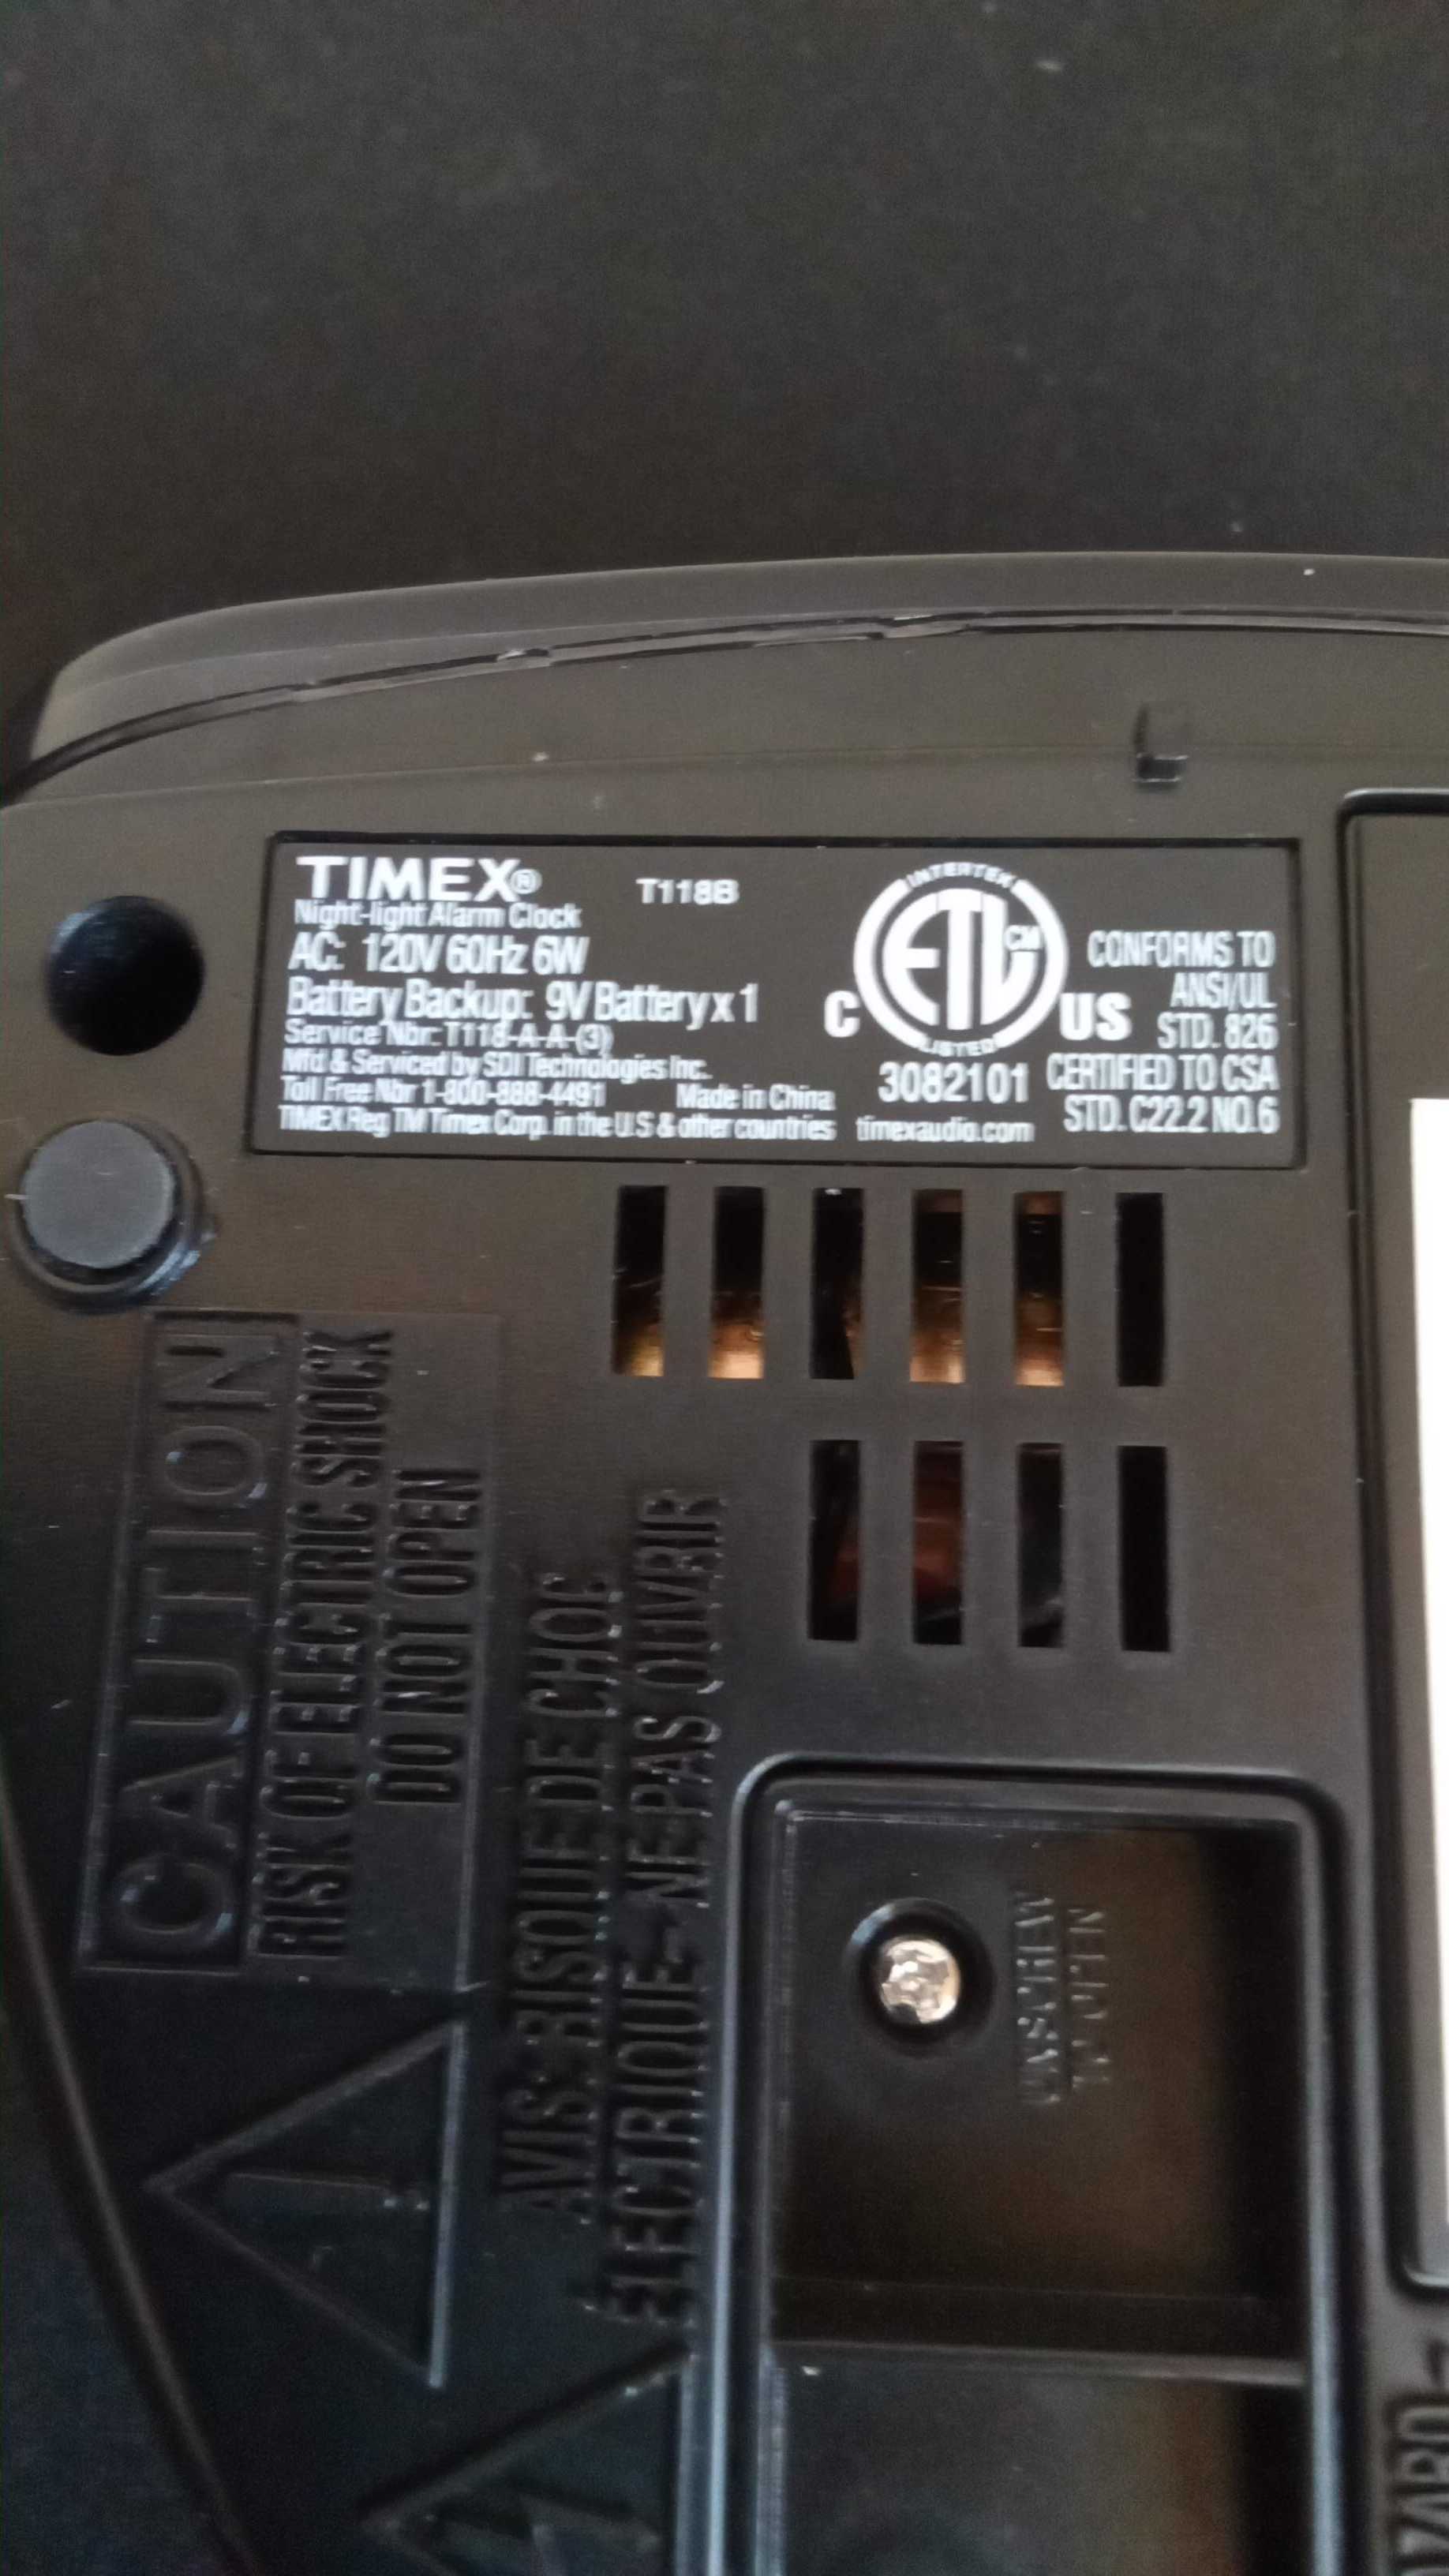 TIMEX® T118B
Night-light Alarm Clock
AC: 120V 60Hz 6W
Battery Backup: 9V Battery x 1
Service Nbr: T118-A-A-(3)
Mfd & Serviced by SDI Technologies Inc.
Toll Free Nbr 1-800-888-4491 Made in China
TIMEX Reg TM Timex Corp. in the U.S & other countries timexaudio.com
INTERTEK
ETL CM
LISTED
C US
3082101
CONFORMS TO
ANSI/UL
STD. 826
CERTIFIED TO CSA
STD. C22.2 NO.6
CAUTION
RISK OF ELECTRIC SHOCK
DO NOT OPEN
AVIS: RISQUE DE CHOC
ELECTRIQUE- NE PAS OUVRIR
UNSCREW
TO OPEN